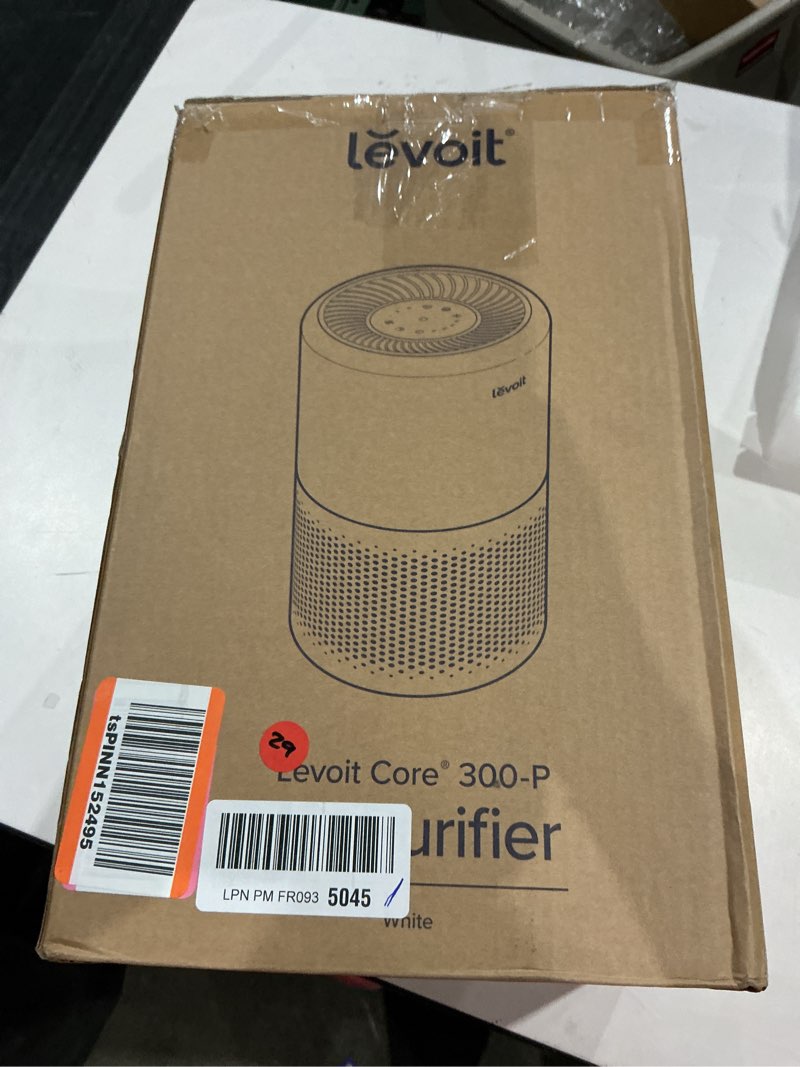 levoit®
levoit
29
Levoit Core® 300-P
urifier
tsPINN152495
LPN PM FR093 5045
White